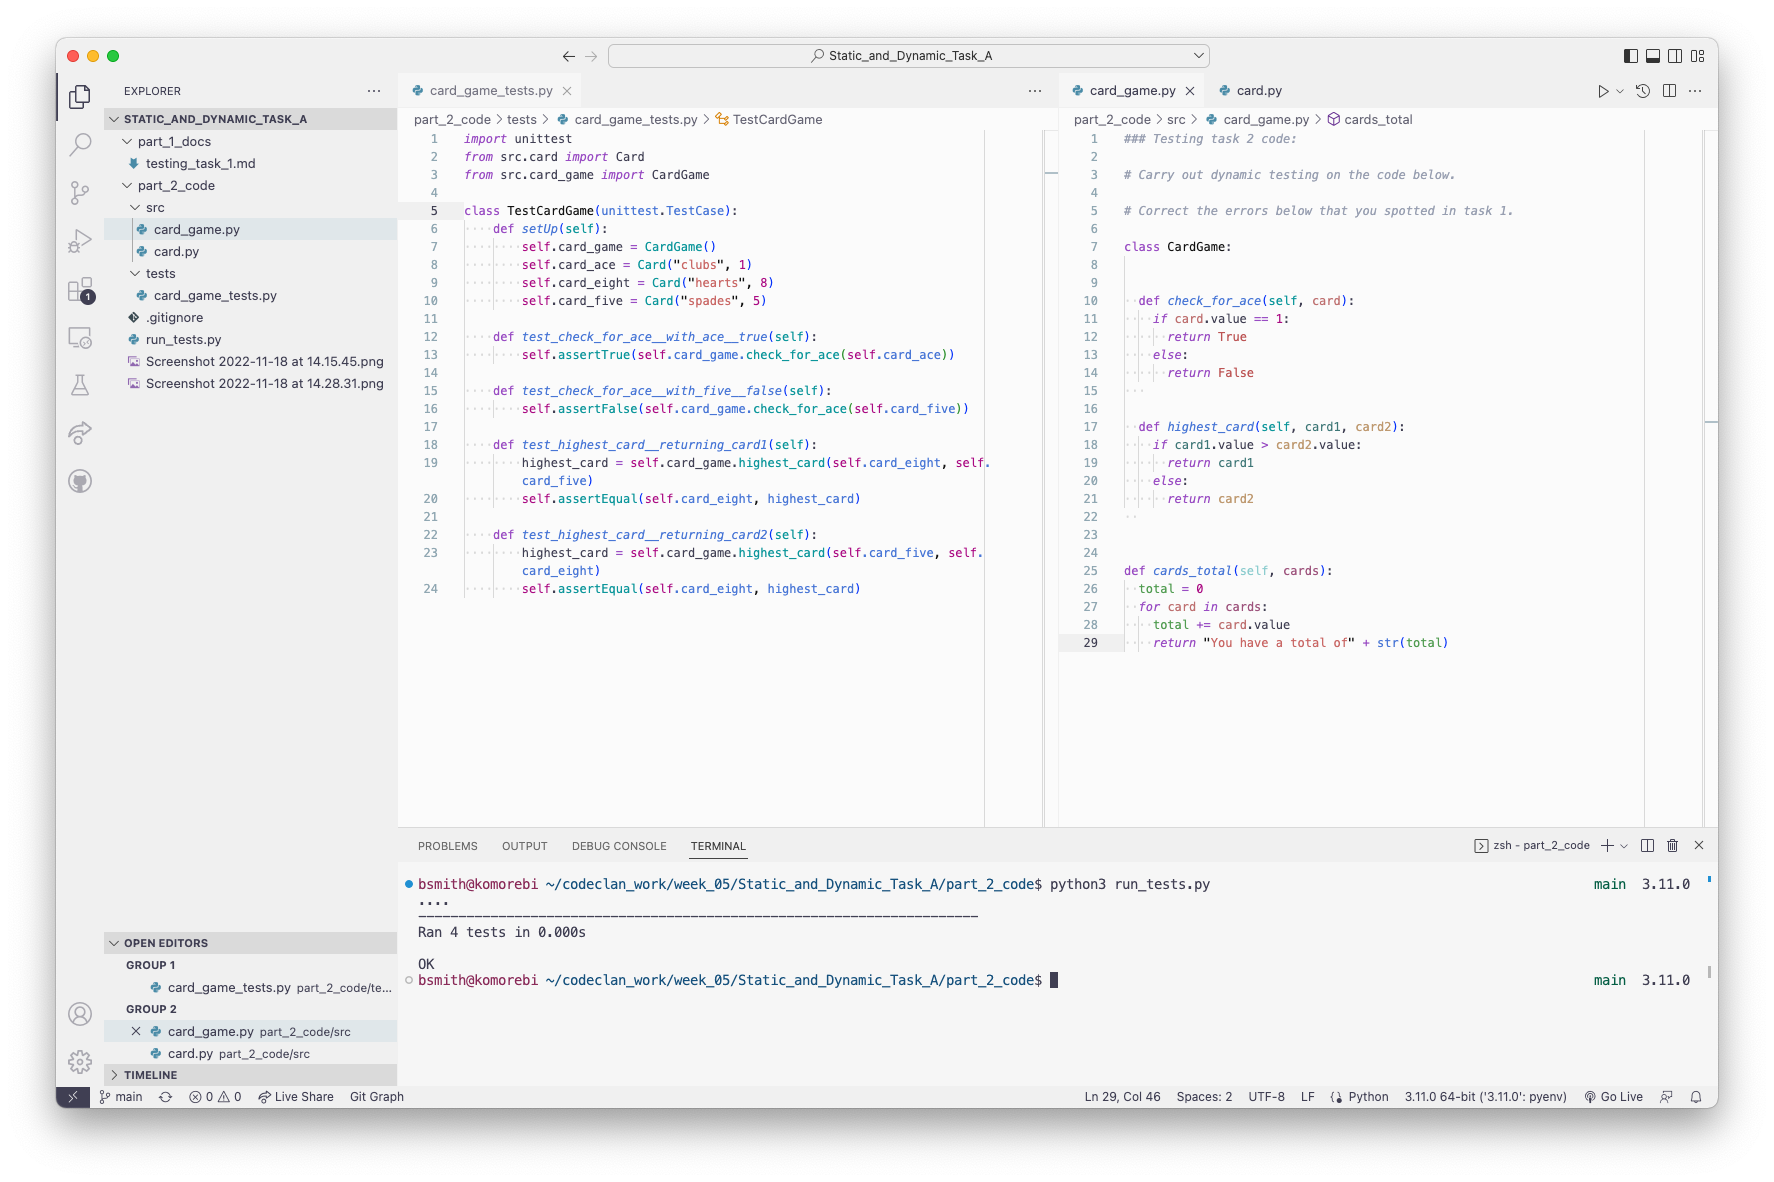 Static_and_Dynamic_Task_A
EXPLORER
STATIC_AND_DYNAMIC_TASK_A
part_1_docs
testing_task_1.md
part_2_code
src
card_game.py
card.py
tests
card_game_tests.py
.gitignore
run_tests.py
Screenshot 2022-11-18 at 14.15.45.png
Screenshot 2022-11-18 at 14.28.31.png
1
OPEN EDITORS
GROUP 1
card_game_tests.py part_2_code/te...
GROUP 2
card_game.py part_2_code/src
card.py part_2_code/src
TIMELINE
card_game_tests.py
part_2_code > tests > card_game_tests.py > TestCardGame
1 import unittest
2 from src.card import Card
3 from src.card_game import CardGame
4
5 class TestCardGame(unittest.TestCase):
6 def setUp(self):
7 self.card_game = CardGame()
8 self.card_ace = Card("clubs", 1)
9 self.card_eight = Card("hearts", 8)
10 self.card_five = Card("spades", 5)
11
12 def test_check_for_ace__with_ace__true(self):
13 self.assertTrue(self.card_game.check_for_ace(self.card_ace))
14
15 def test_check_for_ace__with_five__false(self):
16 self.assertFalse(self.card_game.check_for_ace(self.card_five))
17
18 def test_highest_card__returning_card1(self):
19 highest_card = self.card_game.highest_card(self.card_eight, self.
card_five)
20 self.assertEqual(self.card_eight, highest_card)
21
22 def test_highest_card__returning_card2(self):
23 highest_card = self.card_game.highest_card(self.card_five, self.
card_eight)
24 self.assertEqual(self.card_eight, highest_card)
card_game.py
card.py
part_2_code > src > card_game.py > cards_total
1 ### Testing task 2 code:
2
3 # Carry out dynamic testing on the code below.
4
5 # Correct the errors below that you spotted in task 1.
6
7 class CardGame:
8
9
10 def check_for_ace(self, card):
11 if card.value == 1:
12 return True
13 else:
14 return False
15
16
17 def highest_card(self, card1, card2):
18 if card1.value > card2.value:
19 return card1
20 else:
21 return card2
22
23
24
25 def cards_total(self, cards):
26 total = 0
27 for card in cards:
28 total += card.value
29 return "You have a total of" + str(total)
PROBLEMS OUTPUT DEBUG CONSOLE TERMINAL
zsh - part_2_code
bsmith@komorebi ~/codeclan_work/week_05/Static_and_Dynamic_Task_A/part_2_code$ python3 run_tests.py main 3.11.0
....
----------------------------------------------------------------------
Ran 4 tests in 0.000s
OK
bsmith@komorebi ~/codeclan_work/week_05/Static_and_Dynamic_Task_A/part_2_code$ main 3.11.0
main 0 0 Live Share Git Graph Ln 29, Col 46 Spaces: 2 UTF-8 LF Python 3.11.0 64-bit ('3.11.0': pyenv) Go Live